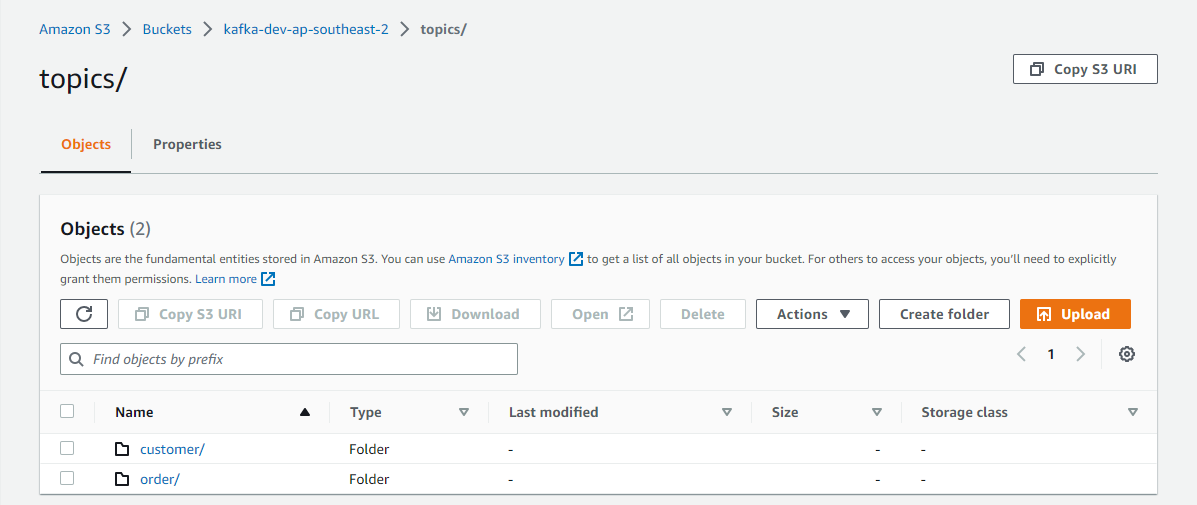 Amazon S3 > Buckets > kafka-dev-ap-southeast-2 > topics/
topics/
Copy S3 URI
Objects Properties
Objects (2)
Objects are the fundamental entities stored in Amazon S3. You can use Amazon S3 inventory to get a list of all objects in your bucket. For others to access your objects, you'll need to explicitly
grant them permissions. Learn more
Copy S3 URI Copy URL Download Open Delete Actions Create folder Upload
Find objects by prefix
1
Name Type Last modified Size Storage class
customer/ Folder - - -
order/ Folder - - -